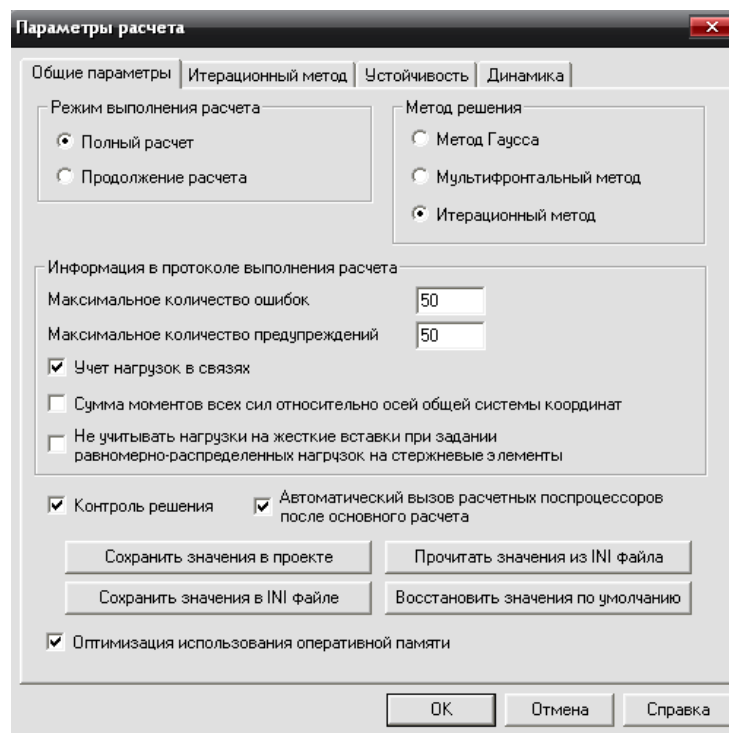 Параметры расчета
Общие параметры Итерационный метод Устойчивость Динамика
Режим выполнения расчета
Полный расчет
Продолжение расчета
Метод решения
Метод Гаусса
Мультифронтальный метод
Итерационный метод
Информация в протоколе выполнения расчета
Максимальное количество ошибок 50
Максимальное количество предупреждений 50
Учет нагрузок в связях
Сумма моментов всех сил относительно осей общей системы координат
Не учитывать нагрузки на жесткие вставки при задании
равномерно-распределенных нагрузок на стержневые элементы
Контроль решения
Автоматический вызов расчетных поспроцессоров
после основного расчета
Сохранить значения в проекте Прочитать значения из INI файла
Сохранить значения в INI файле Восстановить значения по умолчанию
Оптимизация использования оперативной памяти
OK Отмена Справка